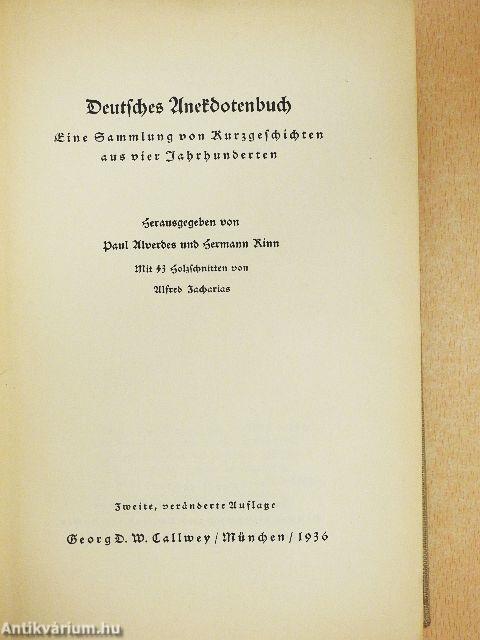 Deutsches Anekdotenbuch
Eine Sammlung von Kurzgeschichten
aus vier Jahrhunderten
Herausgegeben von
Paul Alverdes und Hermann Rinn
Mit 43 Holzschnitten von
Alfred Zacharias
Zweite, veränderte Auflage
Georg D. W. Callwey / München / 1936
Antikvárium.hu